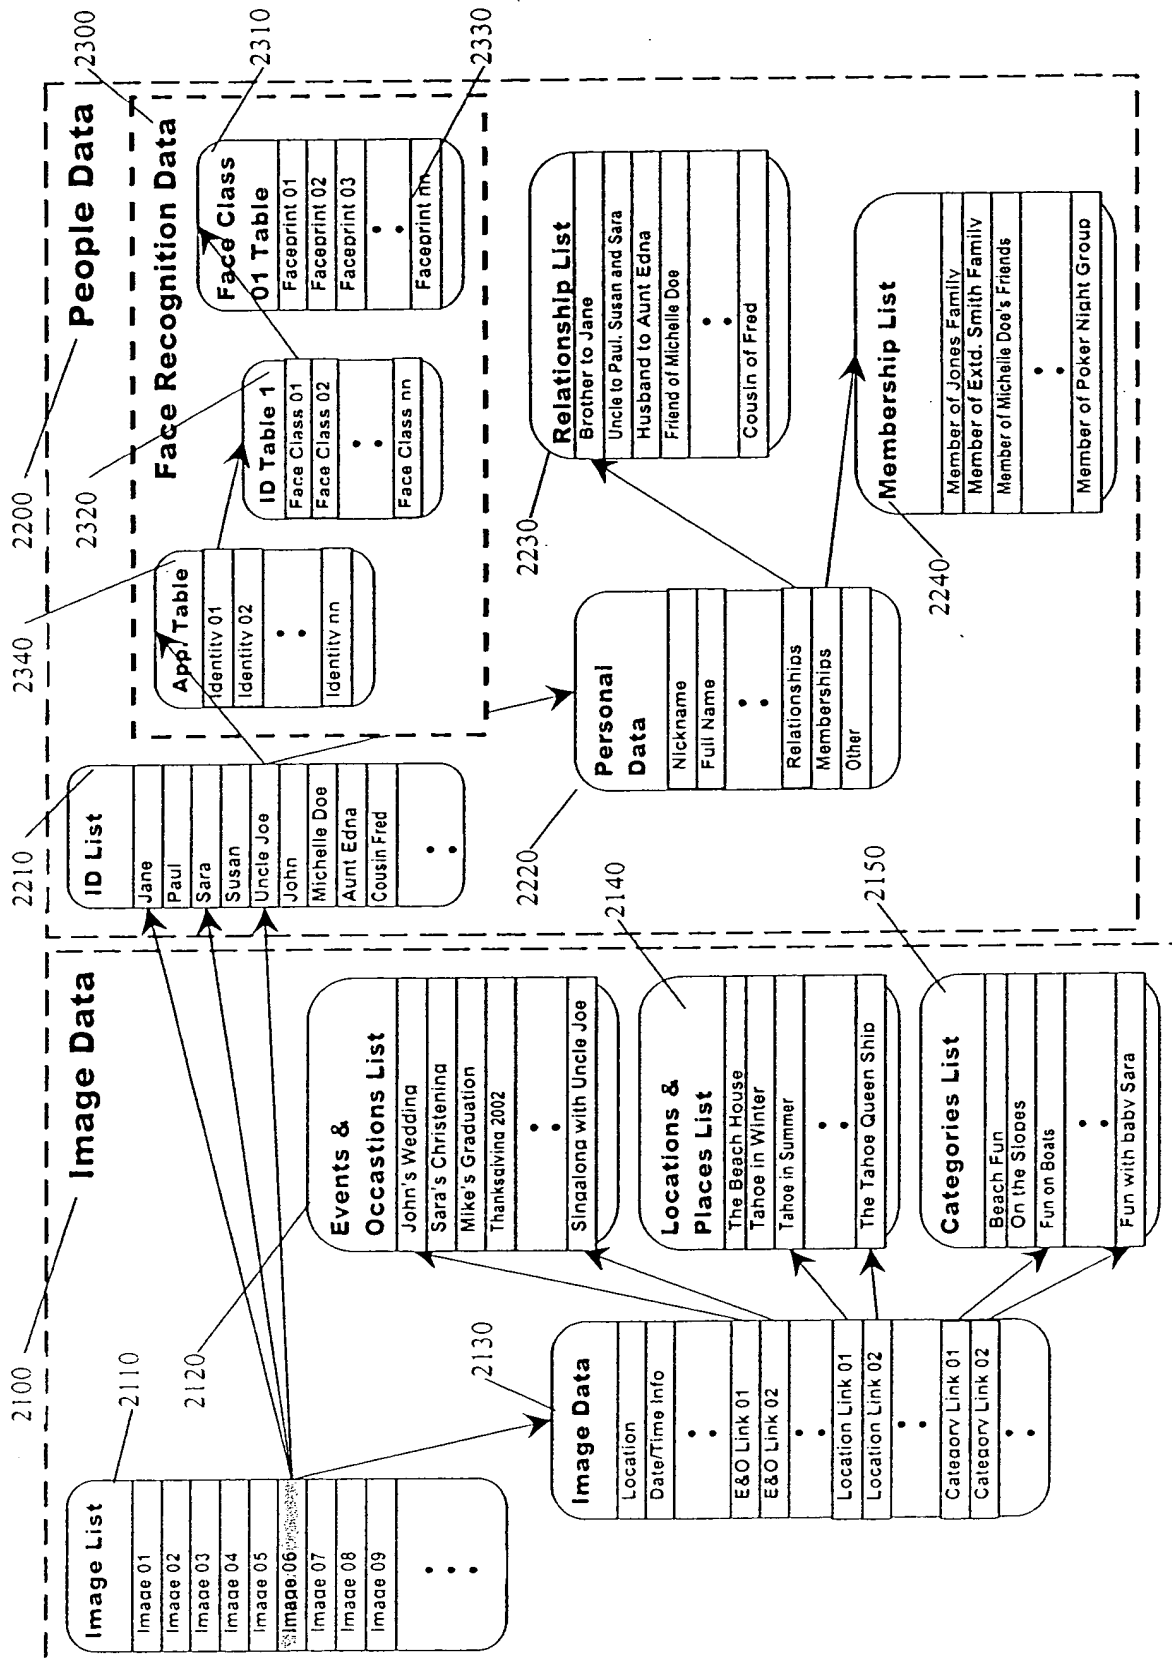 2100
Image Data
2110
Image List
Image 01
Image 02
Image 03
Image 04
Image 05
Image 06
Image 07
Image 08
Image 09
2120
Events &
Occastions List
John's Wedding
Sara's Christening
Mike's Graduation
Thanksgiving 2002
Singalong with Uncle Joe
2130
Image Data
Location
Date/Time Info
E&O Link 01
E&O Link 02
Location Link 01
Location Link 02
Category Link 01
Category Link 02
2140
Locations &
Places List
The Beach House
Tahoe in Winter
Tahoe in Summer
The Tahoe Queen Ship
2150
Categories List
Beach Fun
On the Slopes
Fun on Boats
Fun with baby Sara
2200
People Data
2210
ID List
Jane
Paul
Sara
Susan
Uncle Joe
John
Michelle Doe
Aunt Edna
Cousin Fred
2300
Face Recognition Data
2340
App/ Table
Identity 01
Identity 02
Identity nn
2320
ID Table 1
Face Class 01
Face Class 02
Face Class nn
2310
Face Class
01 Table
Faceprint 01
Faceprint 02
Faceprint 03
Faceprint nn
2330
2220
Personal
Data
Nickname
Full Name
Relationships
Memberships
Other
2230
Relationship List
Brother to Jane
Uncle to Paul, Susan and Sara
Husband to Aunt Edna
Friend of Michelle Doe
Cousin of Fred
2240
Membership List
Member of Jones Family
Member of Extd. Smith Family
Member of Michelle Doe's Friends
Member of Poker Night Group